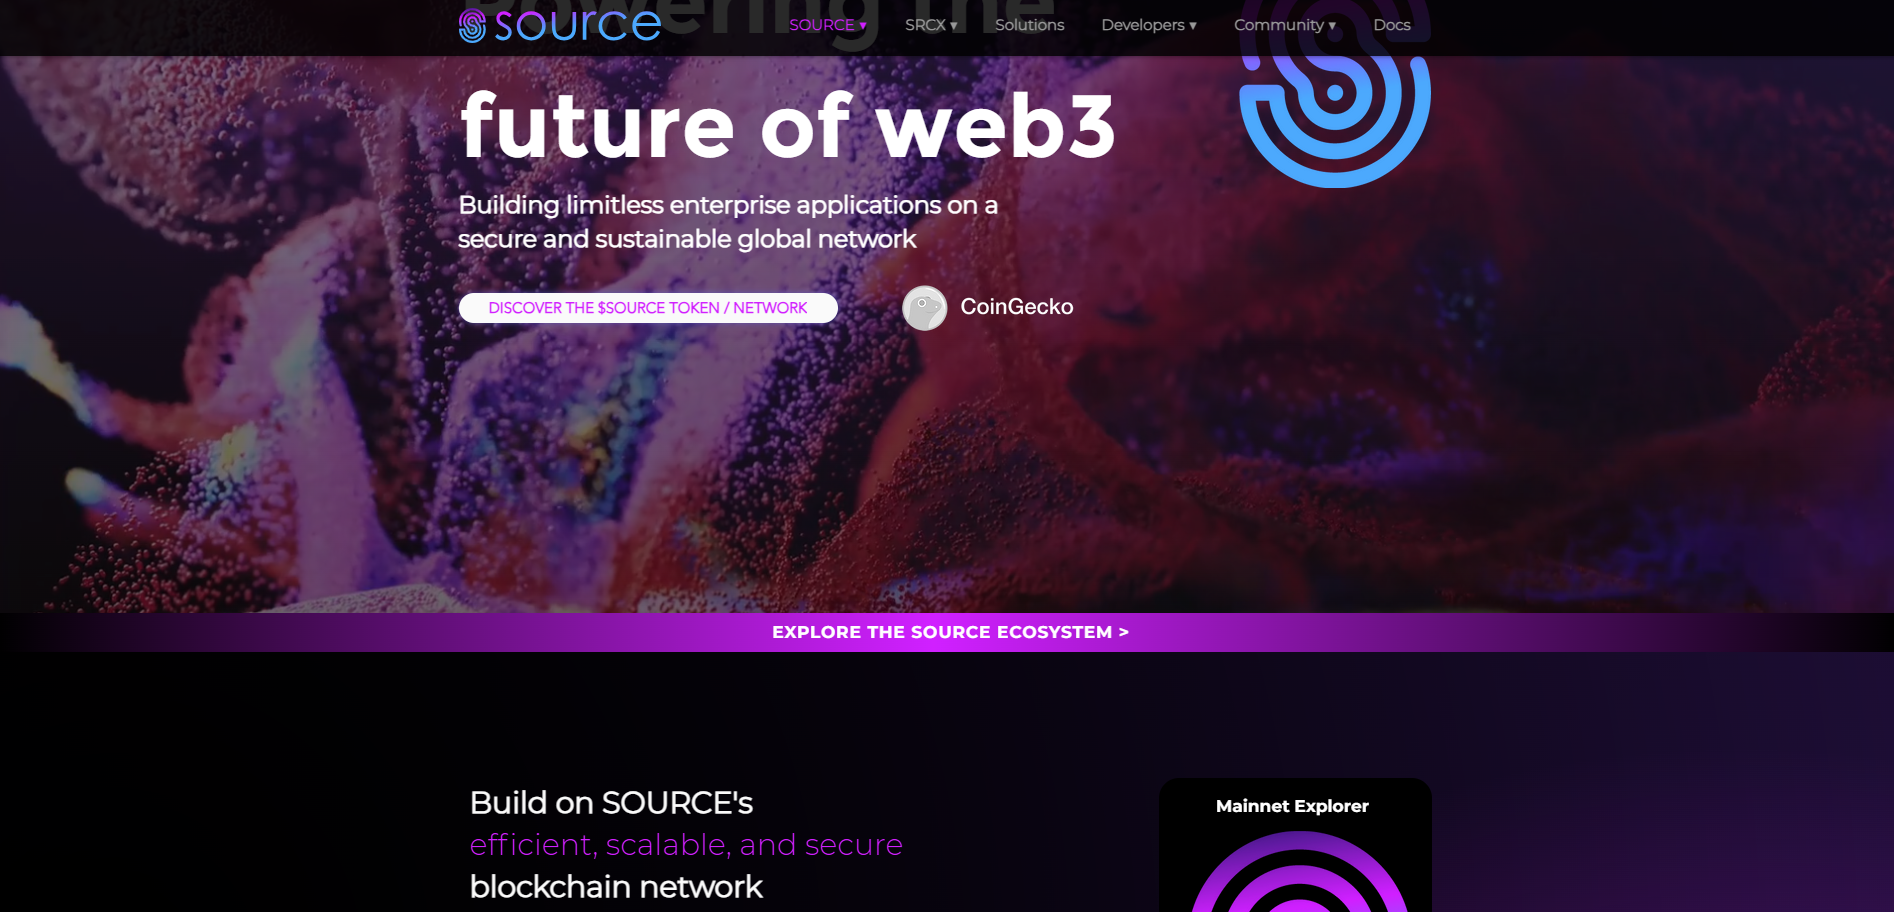 source
SOURCE ▾ SRCX ▾ Solutions Developers ▾ Community ▾ Docs
Powering the
future of web3
Building limitless enterprise applications on a
secure and sustainable global network
DISCOVER THE $SOURCE TOKEN / NETWORK
CoinGecko
EXPLORE THE SOURCE ECOSYSTEM >
Build on SOURCE's
efficient, scalable, and secure
blockchain network
Mainnet Explorer